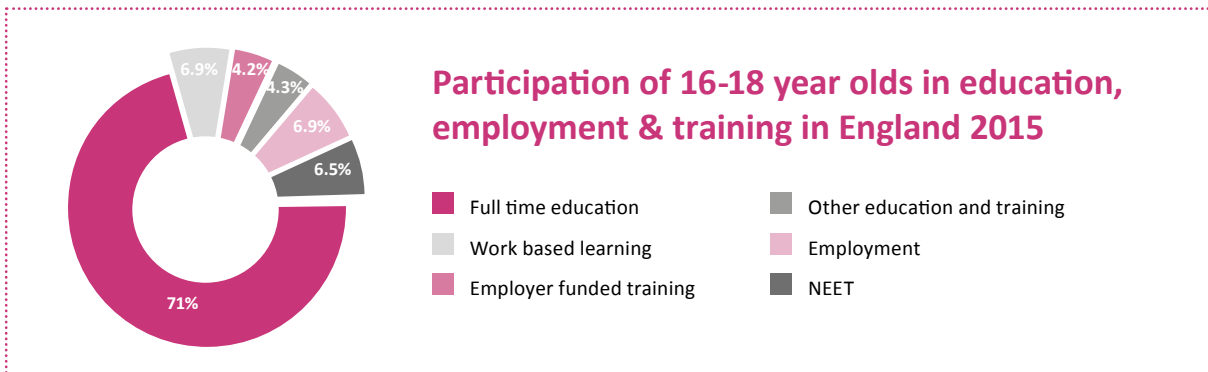 6.9%
4.2%
4.3%
6.9%
6.5%
71%
Participation of 16-18 year olds in education,
employment & training in England 2015
Full time education
Work based learning
Employer funded training
Other education and training
Employment
NEET